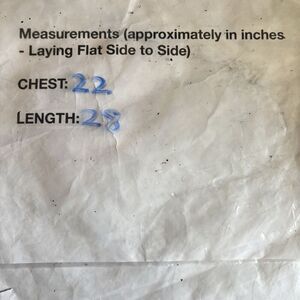 Measurements (approximately in inches
- Laying Flat Side to Side)
CHEST: 22
LENGTH: 28